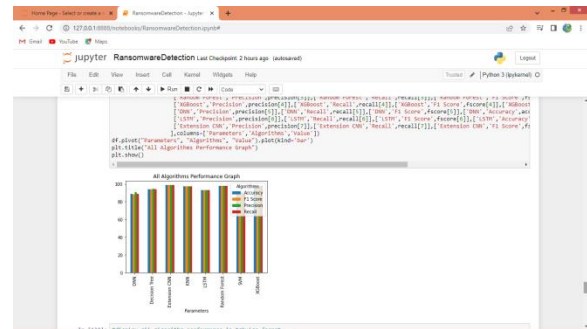 Home Page - Select or create a n
RansomwareDetection - Jupyter
127.0.0.1:8888/notebooks/RansomwareDetection.ipynb#
Gmail YouTube Maps
jupyter RansomwareDetection Last Checkpoint 2 hours ago (autosaved)
Logout
File Edit View Insert Cell Kernel Widgets Help
Trusted Python 3 (ipykernel)
Run Code
['XGBoost','Precision',precision[4]],['XGBoost','Recall',recall[4]],['XGBoost','F1 Score',fscore[4]],['XGBoost
['DNN','Precision',precision[5]],['DNN','Recall',recall[5]],['DNN','F1 Score',fscore[5]],['DNN','Accuracy',acc
['LSTM','Precision',precision[6]],['LSTM','Recall',recall[6]],['LSTM','F1 Score',fscore[6]],['LSTM','Accuracy'
['Extension CNN','Precision',precision[7]],['Extension CNN','Recall',recall[7]],['Extension CNN','F1 Score',f
],columns=['Parameters','Algorithms','Value'])
df.pivot("Parameters", "Algorithms", "Value").plot(kind='bar')
plt.title("All Algorithms Performance Graph")
plt.show()
All Algorithms Performance Graph
Algorithms
Accuracy
F1 Score
Precision
Recall
100
80
60
40
20
0
DNN
Decision Tree
Extension CNN
KNN
LSTM
Random Forest
SVM
XGBoost
Parameters